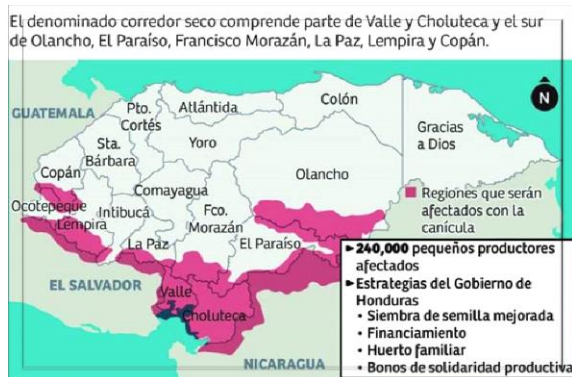 El denominado corredor seco comprende parte de Valle y Choluteca y el sur
de Olancho, El Paraíso, Francisco Morazán, La Paz, Lempira y Copán.
N
GUATEMALA
Pto.
Cortés
Atlántida
Colón
Gracias
a Dios
Sta.
Bárbara
Yoro
Copán
Olancho
Comayagua
Ocotepeque
Lempira
Intibucá
Fco.
Morazán
La Paz
El Paraíso
Regiones que serán
afectados con la
canícula
EL SALVADOR
Valle
Choluteca
NICARAGUA
►240,000 pequeños productores
afectados
►Estrategias del Gobierno de
Honduras
• Siembra de semilla mejorada
• Financiamiento
• Huerto familiar
• Bonos de solidaridad productiva